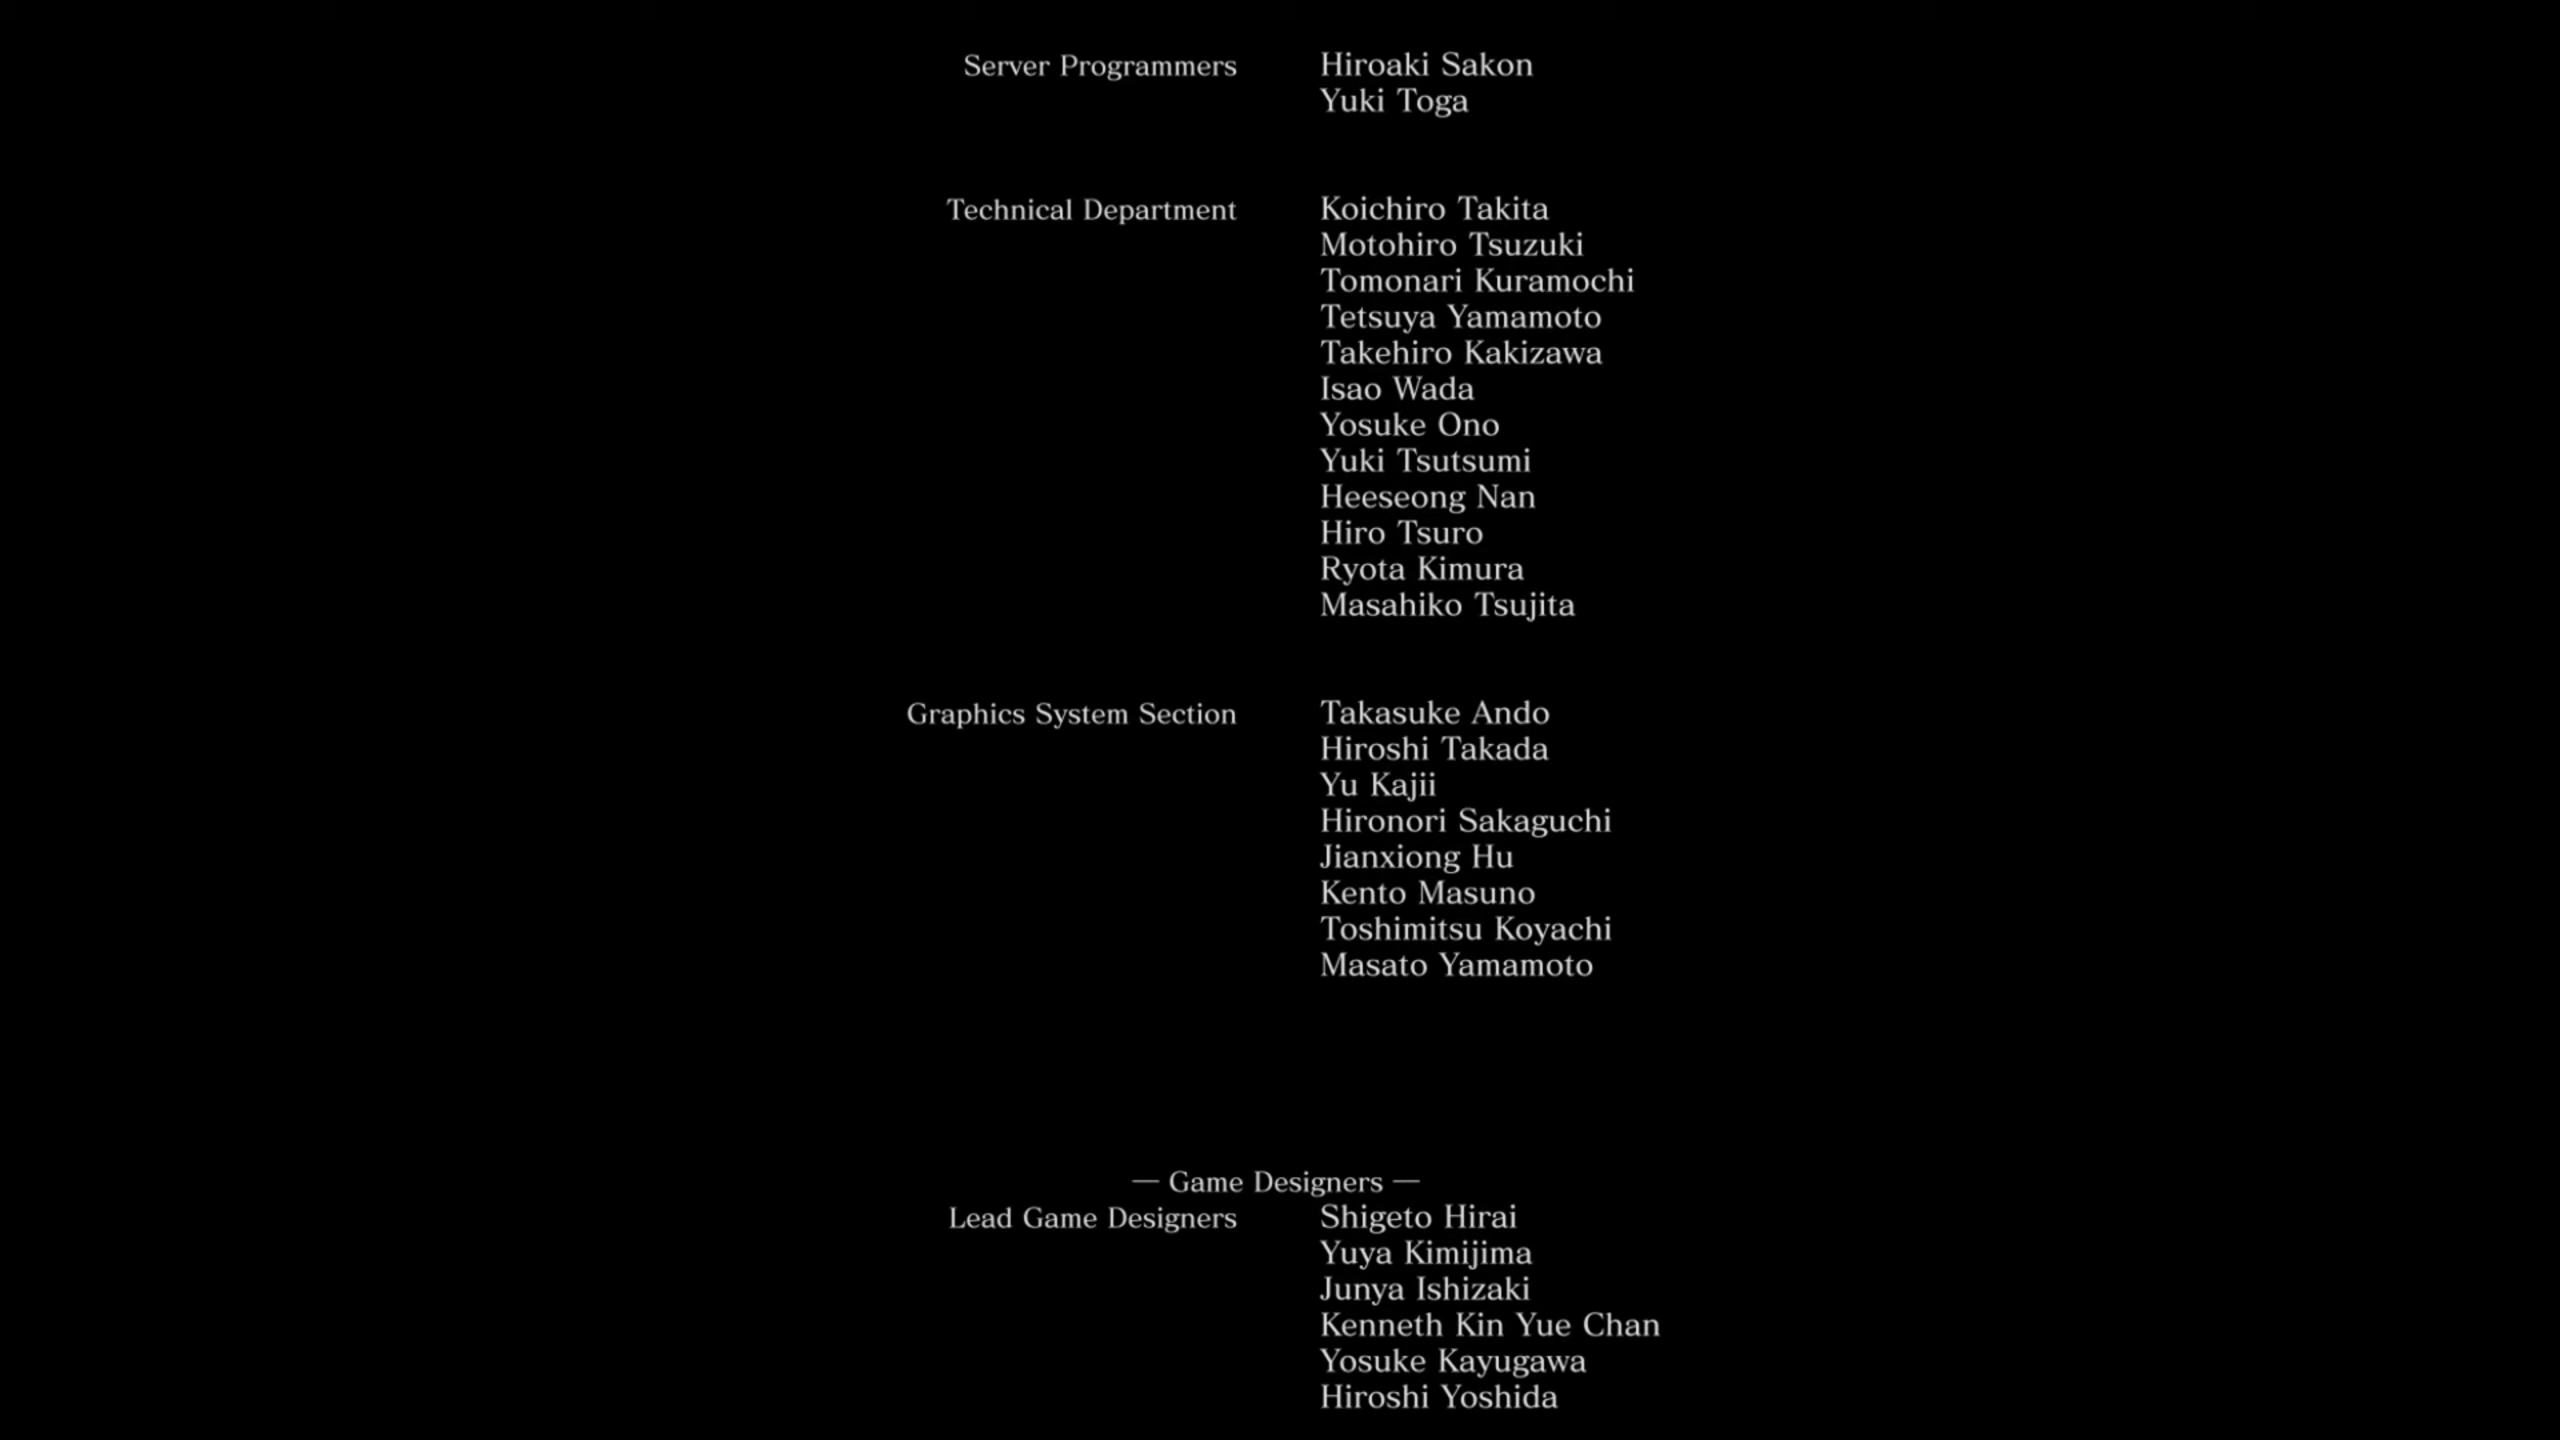 Server Programmers Hiroaki Sakon
Yuki Toga
Technical Department Koichiro Takita
Motohiro Tsuzuki
Tomonari Kuramochi
Tetsuya Yamamoto
Takehiro Kakizawa
Isao Wada
Yosuke Ono
Yuki Tsutsumi
Heeseong Nan
Hiro Tsuro
Ryota Kimura
Masahiko Tsujita
Graphics System Section Takasuke Ando
Hiroshi Takada
Yu Kajii
Hironori Sakaguchi
Jianxiong Hu
Kento Masuno
Toshimitsu Koyachi
Masato Yamamoto
— Game Designers —
Lead Game Designers Shigeto Hirai
Yuya Kimijima
Junya Ishizaki
Kenneth Kin Yue Chan
Yosuke Kayugawa
Hiroshi Yoshida